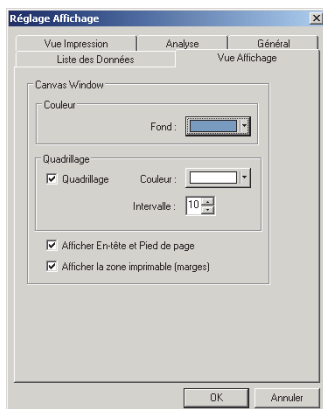 Réglage Affichage
Vue Impression Analyse Général
Liste des Données Vue Affichage
Canvas Window
Couleur
Fond :
Quadrillage
Quadrillage Couleur :
Intervalle : 10
Afficher En-tête et Pied de page
Afficher la zone imprimable (marges)
OK Annuler